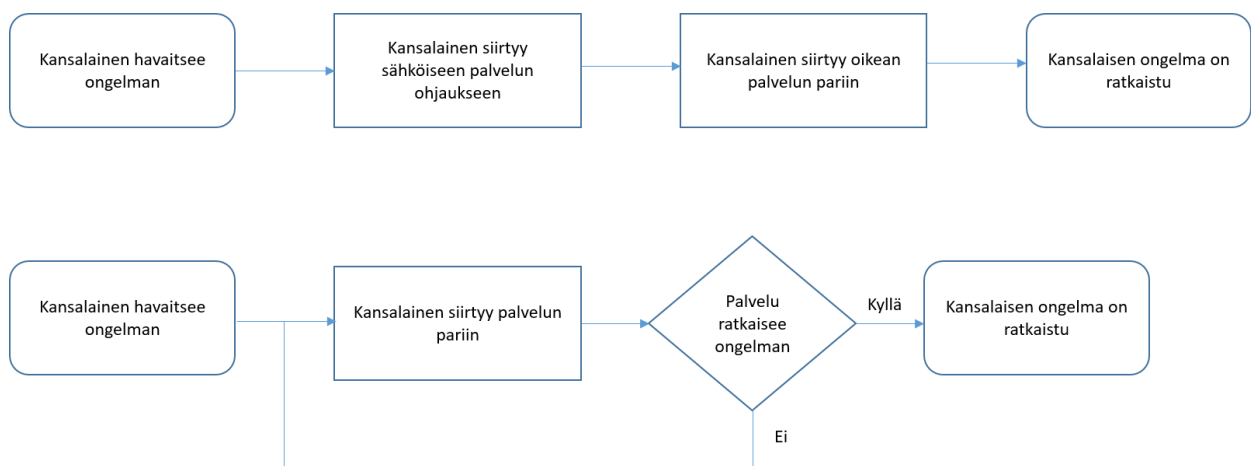 Kansalainen havaitsee
ongelman
Kansalainen siirtyy
sähköiseen palvelun
ohjaukseen
Kansalainen siirtyy oikean
palvelun pariin
Kansalaisen ongelma on
ratkaistu
Kansalainen havaitsee
ongelman
Kansalainen siirtyy palvelun
pariin
Palvelu
ratkaisee
ongelman
Kyllä
Kansalaisen ongelma on
ratkaistu
Ei